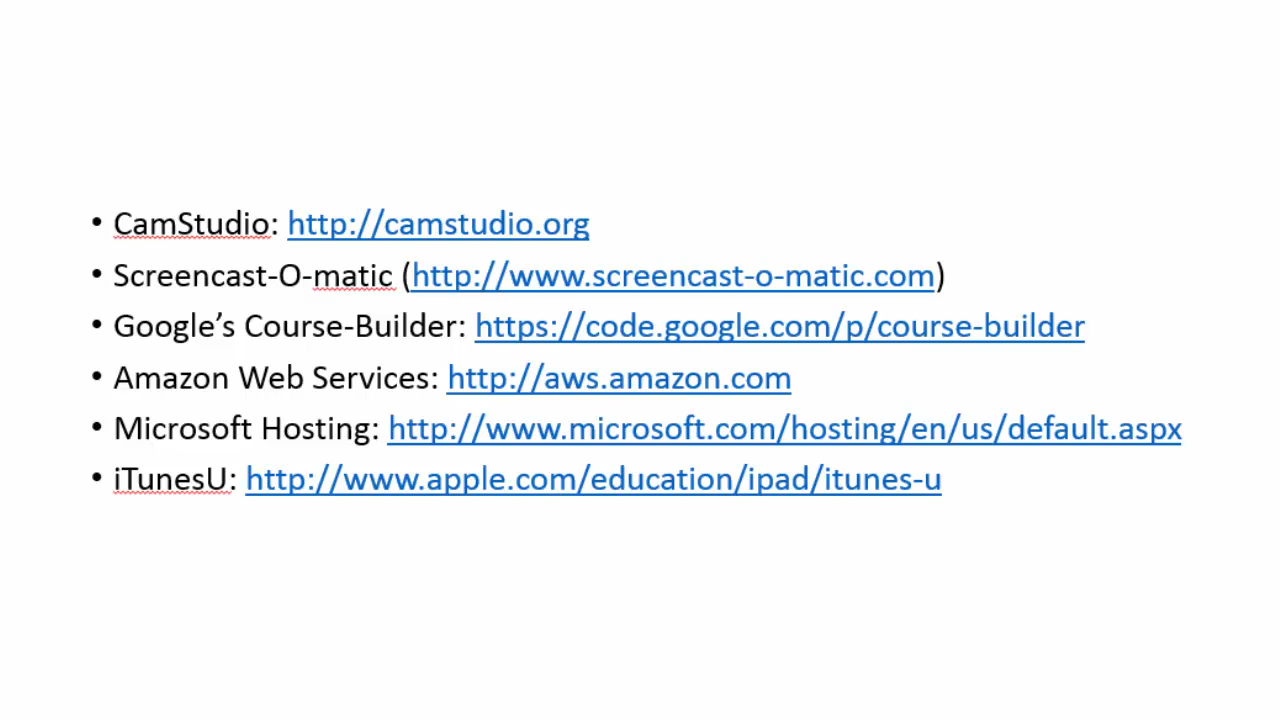 • CamStudio: http://camstudio.org
• Screencast-O-matic (http://www.screencast-o-matic.com)
• Google’s Course-Builder: https://code.google.com/p/course-builder
• Amazon Web Services: http://aws.amazon.com
• Microsoft Hosting: http://www.microsoft.com/hosting/en/us/default.aspx
• iTunesU: http://www.apple.com/education/ipad/itunes-u